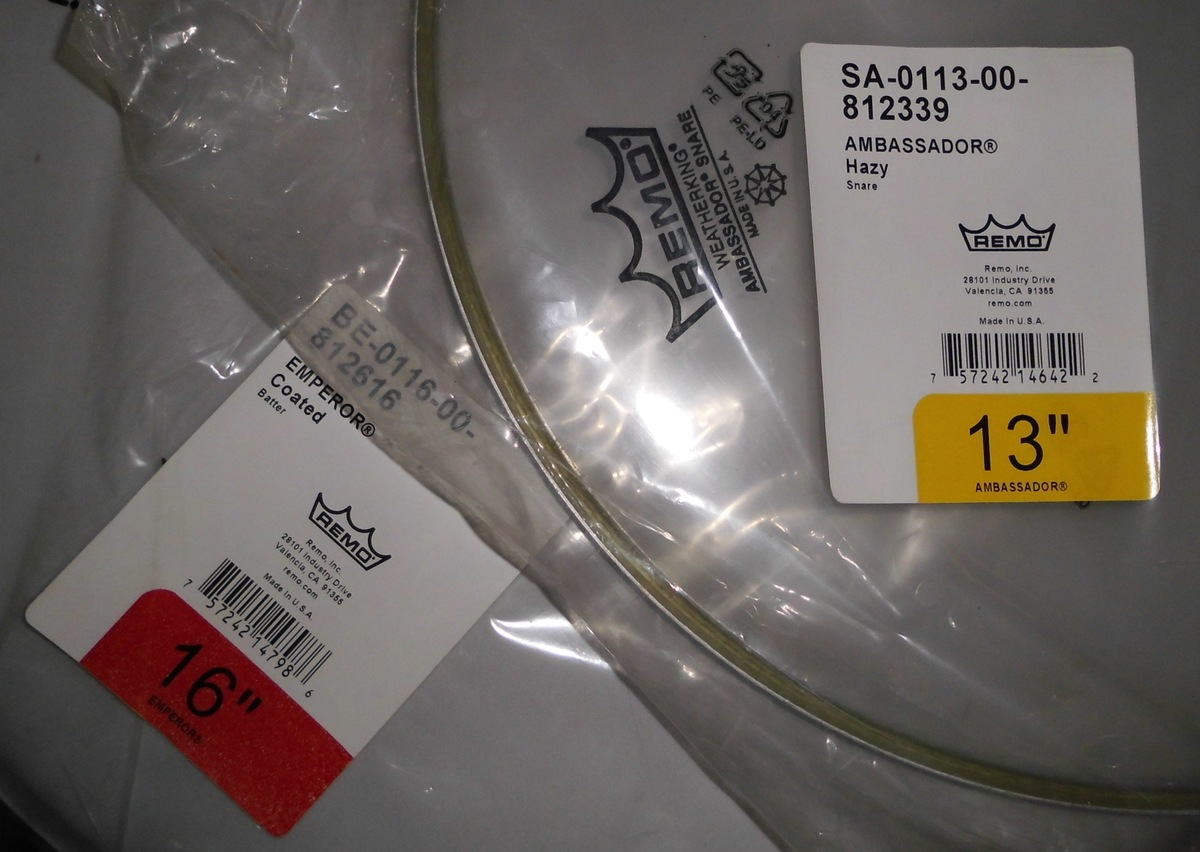 SA-0113-00-
812339
AMBASSADOR®
Hazy
Snare
REMO
Remo, Inc.
28101 Industry Drive
Valencia, CA 91355
remo.com
Made in U.S.A.
7 57242 14642 2
13"
AMBASSADOR®
PE
04
PE-LD
REMO
WEATHERKING®
AMBASSADOR® SNARE
MADE IN U.S.A.
BE-0116-00-
812616
EMPEROR®
Coated
Batter
REMO
Remo, Inc.
28101 Industry Drive
Valencia, CA 91355
remo.com
Made in U.S.A.
7 57242 14798 6
16"
EMPEROR®